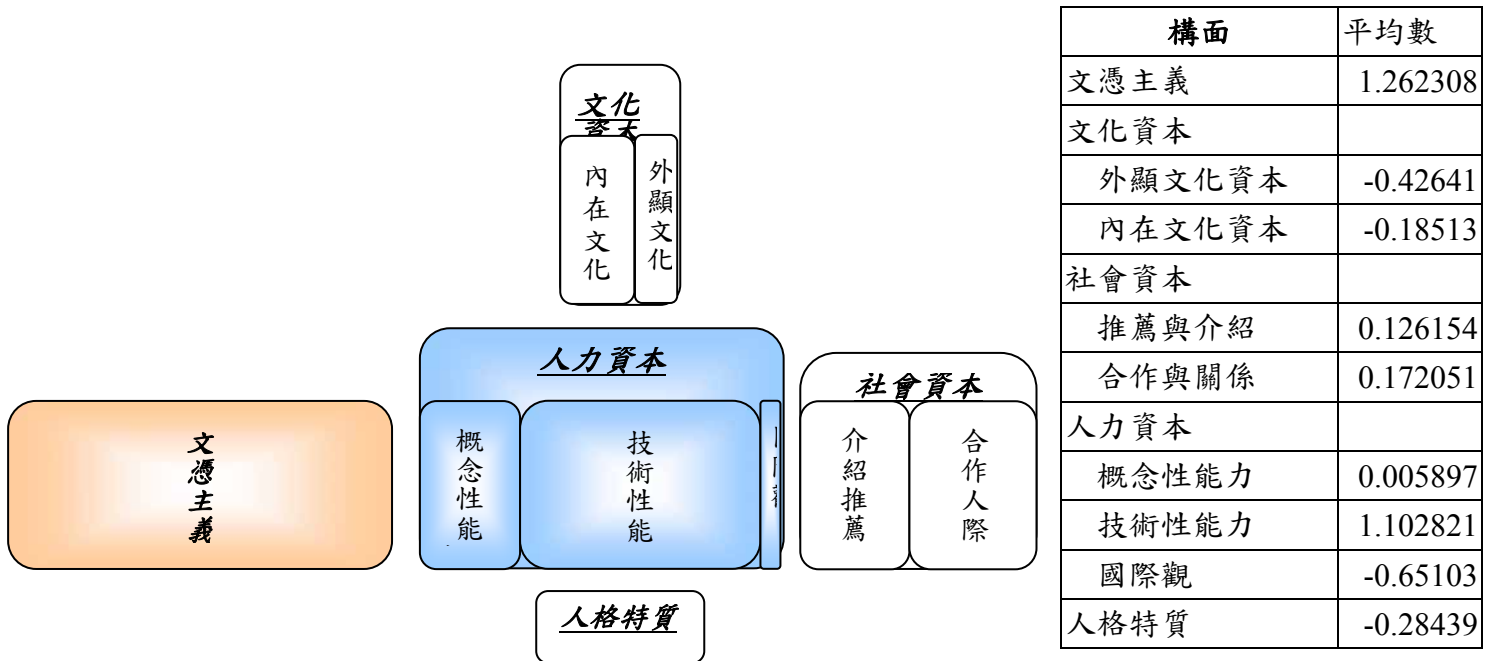 文化
資本
內在文化
外顯文化
人力資本
概念性能
技術性能
社會資本
介紹推薦
合作人際
文憑主義
人格特質
構面 平均數
文憑主義 1.262308
文化資本
外顯文化資本 -0.42641
內在文化資本 -0.18513
社會資本
推薦與介紹 0.126154
合作與關係 0.172051
人力資本
概念性能力 0.005897
技術性能力 1.102821
國際觀 -0.65103
人格特質 -0.28439